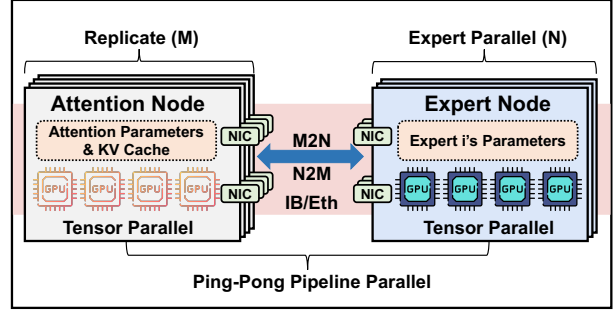 Replicate (M)
Expert Parallel (N)
Attention Node
Attention Parameters
& KV Cache
NIC
GPU GPU GPU GPU
NIC
Tensor Parallel
M2N
N2M
IB/Eth
Expert Node
NIC
Expert i's Parameters
NIC
GPU GPU GPU GPU
Tensor Parallel
Ping-Pong Pipeline Parallel